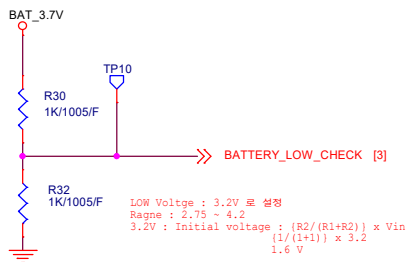 BAT_3.7V
TP10
R30
1K/1005/F
BATTERY_LOW_CHECK [3]
R32
1K/1005/F
LOW Voltge : 3.2V 로 설정
Ragne : 2.75 ~ 4.2
3.2V : Initial voltage : {R2/(R1+R2)} x Vin
{1/(1+1)} x 3.2
1.6 V